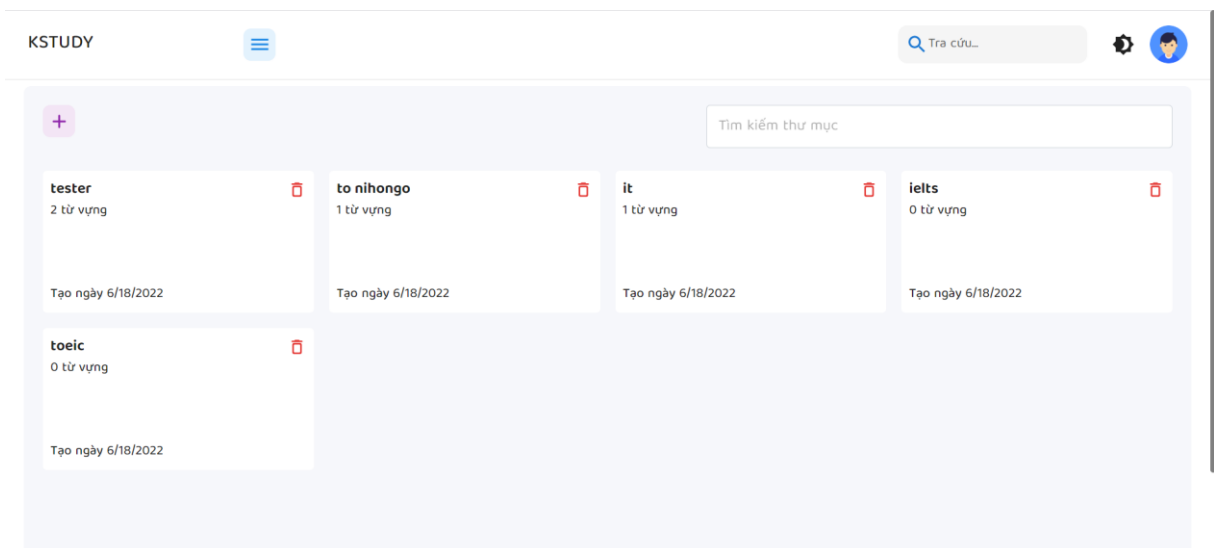 KSTUDY
Tra cứu...
Tìm kiếm thư mục
tester
2 từ vựng
Tạo ngày 6/18/2022
to nihongo
1 từ vựng
Tạo ngày 6/18/2022
it
1 từ vựng
Tạo ngày 6/18/2022
ielts
0 từ vựng
Tạo ngày 6/18/2022
toeic
0 từ vựng
Tạo ngày 6/18/2022